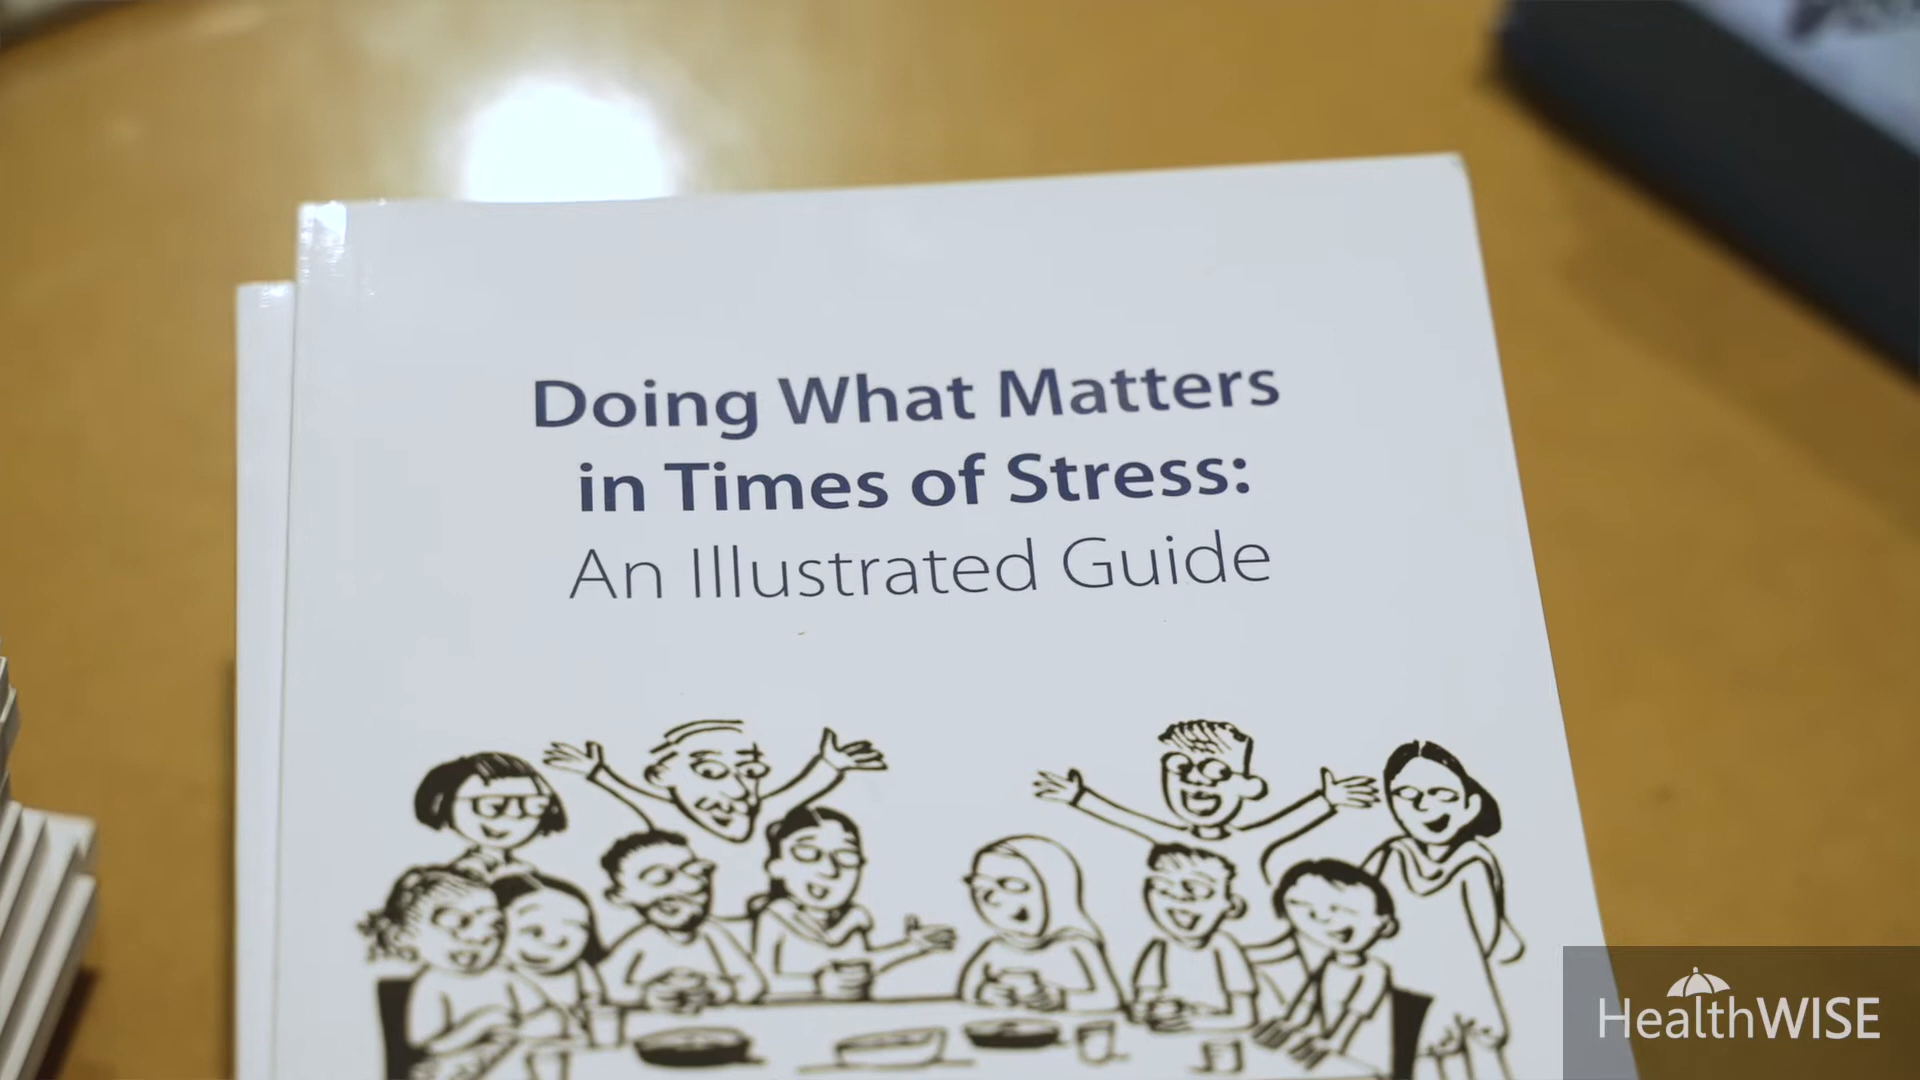 Doing What Matters
in Times of Stress:
An Illustrated Guide
HealthWISE